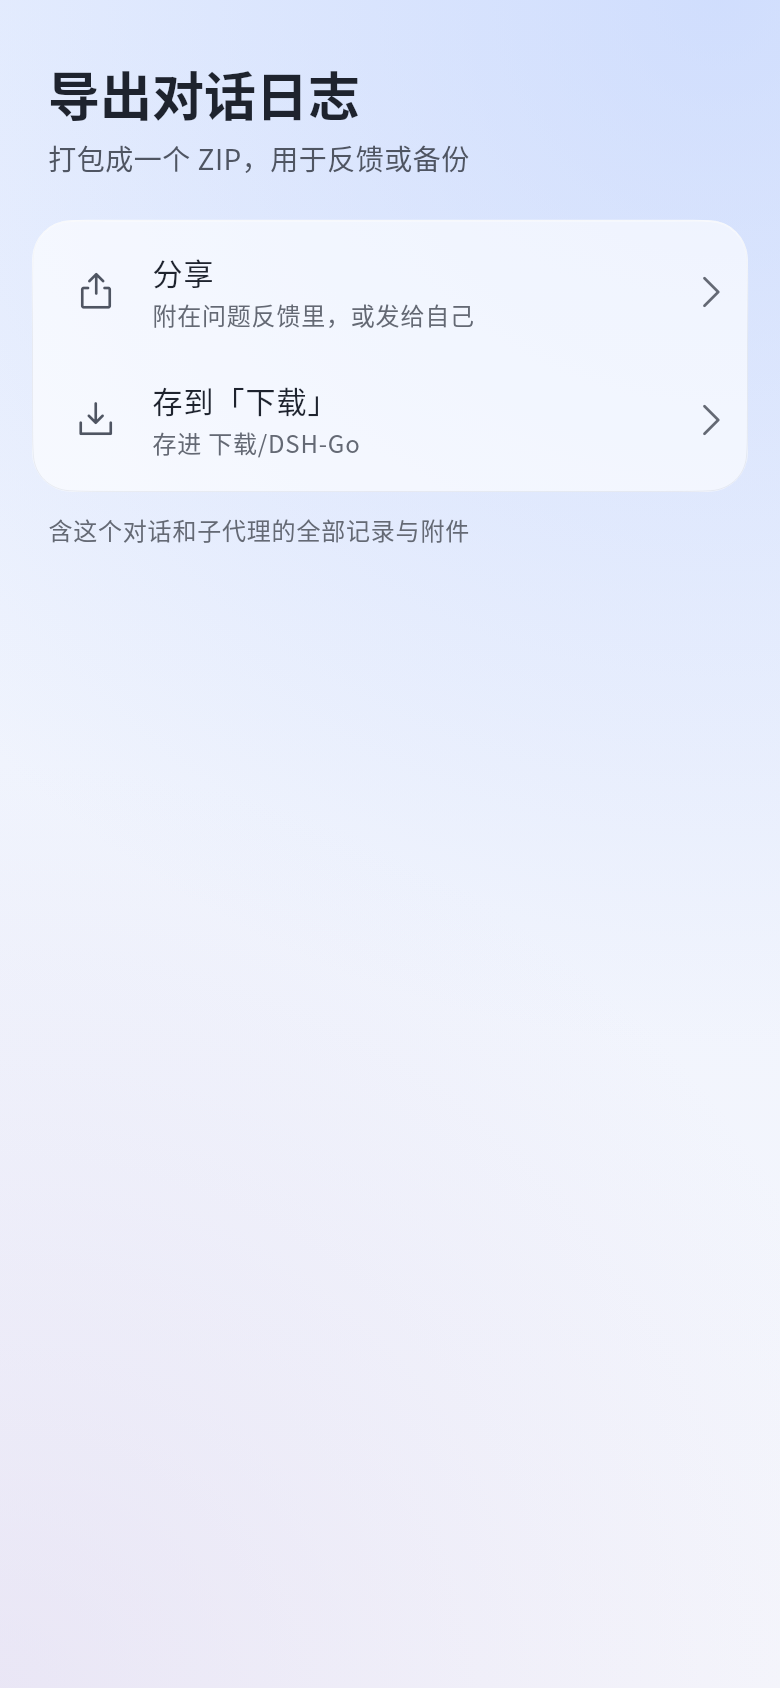 导出对话日志
打包成一个 ZIP，用于反馈或备份
分享
附在问题反馈里，或发给自己
存到「下载」
存进 下载/DSH-Go
含这个对话和子代理的全部记录与附件